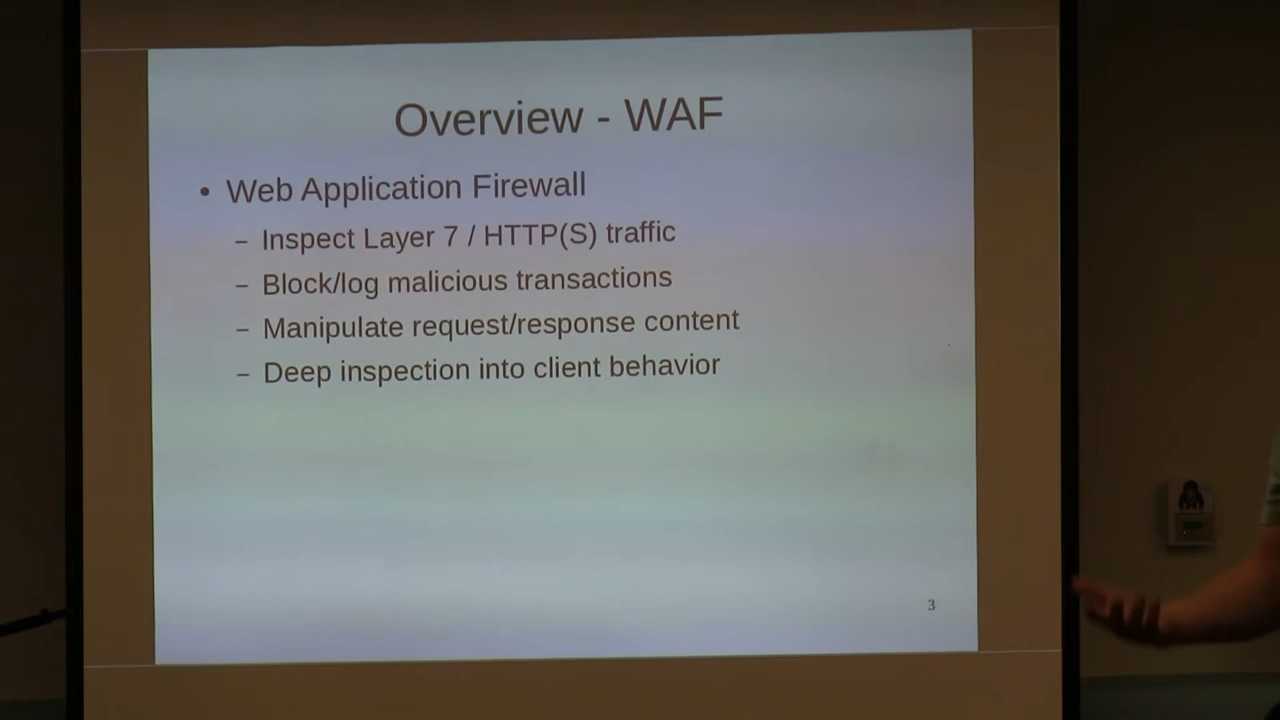 Overview - WAF
• Web Application Firewall
– Inspect Layer 7 / HTTP(S) traffic
– Block/log malicious transactions
– Manipulate request/response content
– Deep inspection into client behavior
3